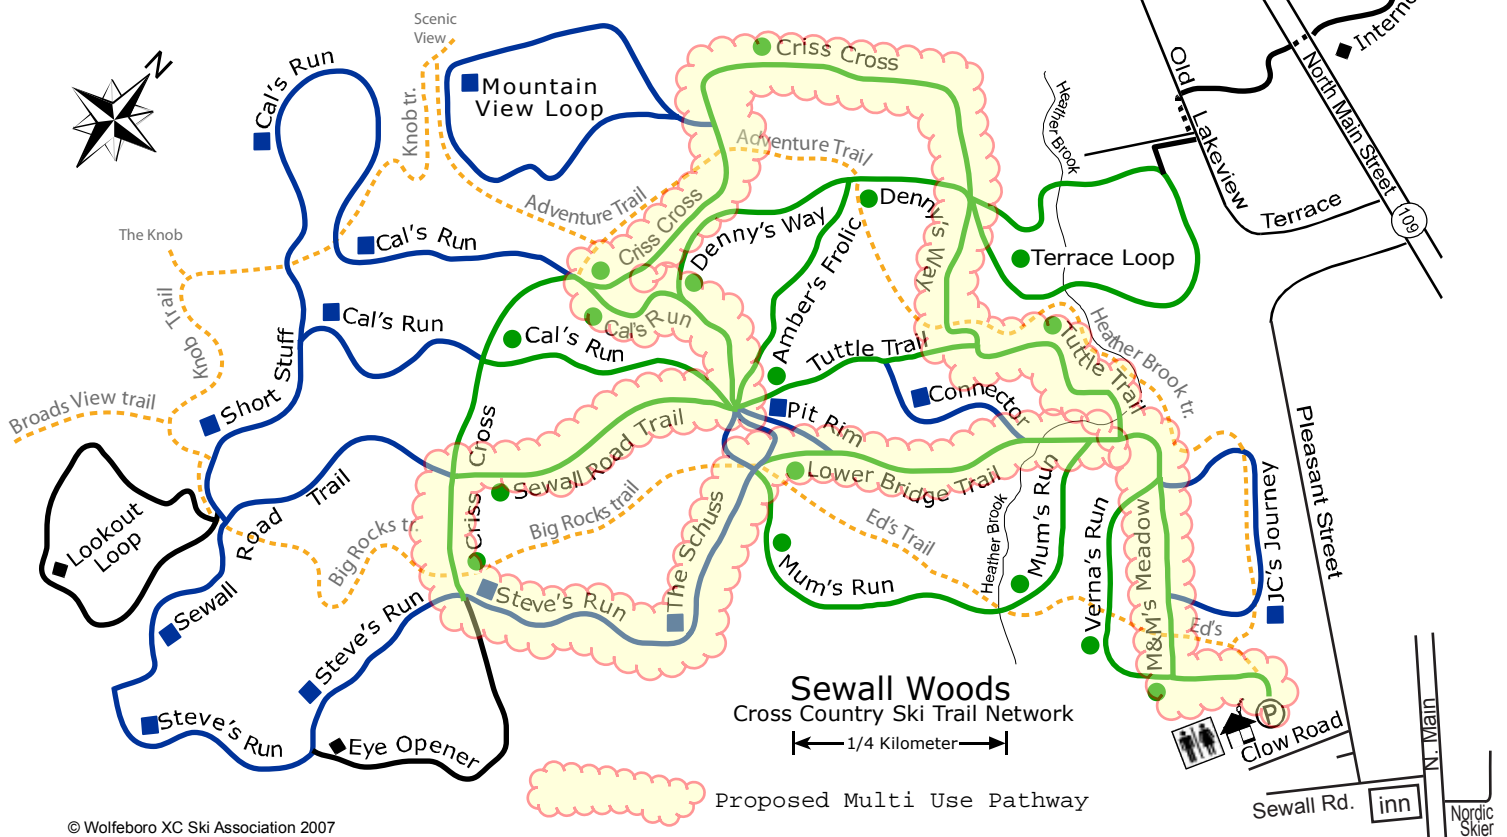 Scenic
View
N
Cal's Run
Mountain
View Loop
Criss Cross
Knob tr.
Adventure Trail
Adventure Trail
Heather Brook
Old
Lakeview
Terrace
North Main Street
109
The Knob
Cal's Run
Criss Cross
Denny's Way
Denny's Way
Terrace Loop
Knob Trail
Cal's Run
Cal's Run
Cal's Run
Amber's Frolic
Tuttle Trail
Tuttle Trail
Heather Brook tr.
Short Stuff
Broads View trail
Connector
Pit Rim
Criss Cross
Sewall Road Trail
Lower Bridge Trail
Pleasant Street
Lookout
Loop
Sewall Road Trail
Big Rocks tr.
Big Rocks trail
The Schuss
Ed's Trail
Heather Brook
Mum's Run
Mum's Run
Verna's Run
M&M's Meadow
JC's Journey
Ed's
Steve's Run
Steve's Run
Steve's Run
Eye Opener
Sewall Woods
Cross Country Ski Trail Network
1/4 Kilometer
P
Clow Road
N. Main
Sewall Rd.
inn
Nordic
Skier
Proposed Multi Use Pathway
© Wolfeboro XC Ski Association 2007